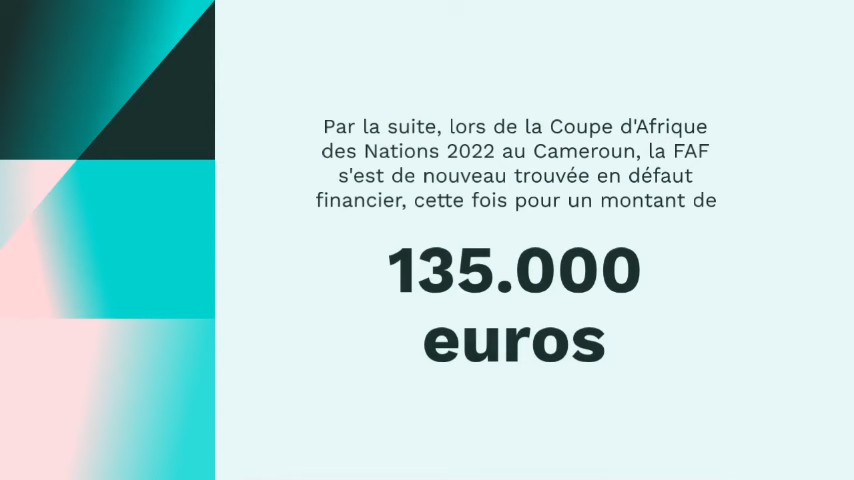 Par la suite, lors de la Coupe d'Afrique
des Nations 2022 au Cameroun, la FAF
s'est de nouveau trouvée en défaut
financier, cette fois pour un montant de
135.000
euros